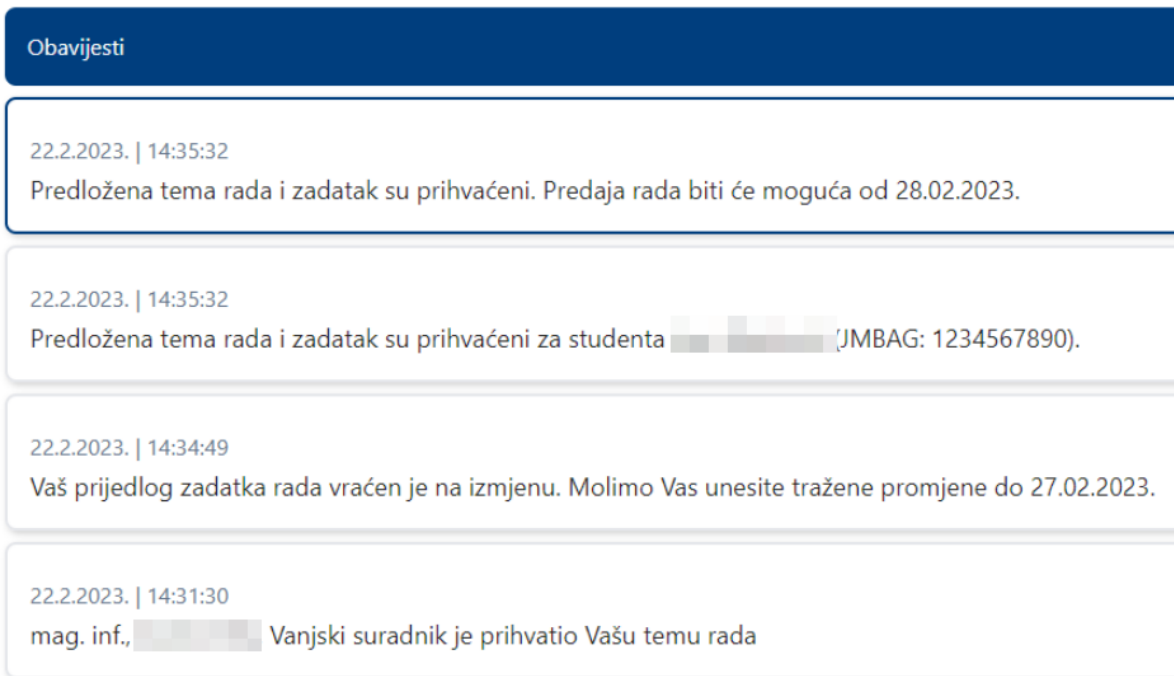 Obavijesti
22.2.2023. | 14:35:32
Predložena tema rada i zadatak su prihvaćeni. Predaja rada biti će moguća od 28.02.2023.
22.2.2023. | 14:35:32
Predložena tema rada i zadatak su prihvaćeni za studenta (JMBAG: 1234567890).
22.2.2023. | 14:34:49
Vaš prijedlog zadatka rada vraćen je na izmjenu. Molimo Vas unesite tražene promjene do 27.02.2023.
22.2.2023. | 14:31:30
mag. inf., Vanjski suradnik je prihvatio Vašu temu rada